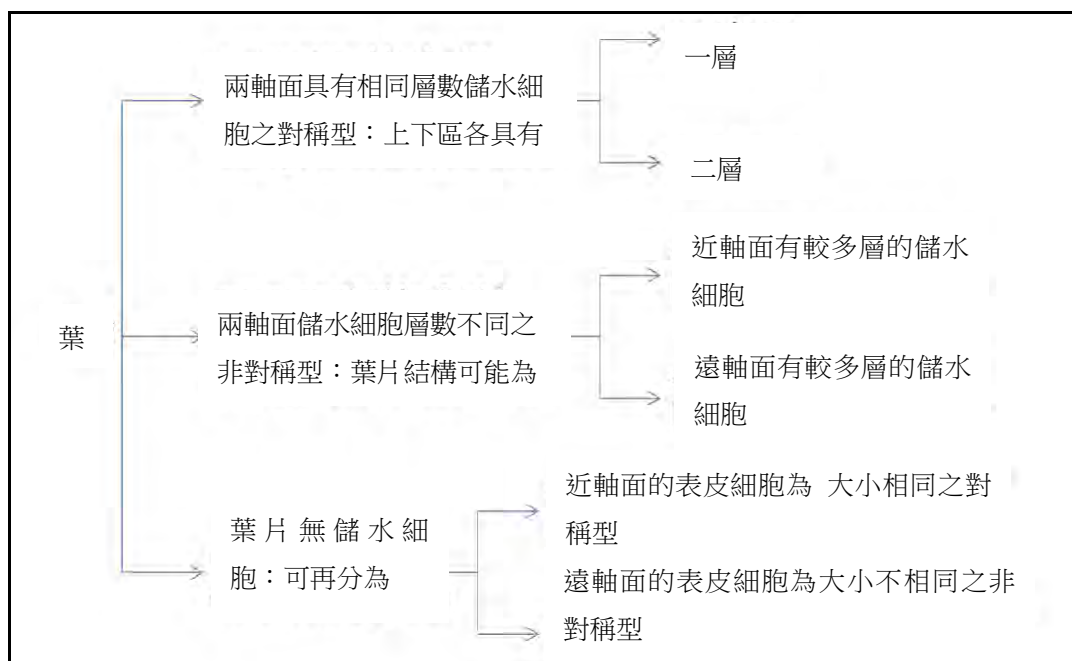 葉
兩軸面具有相同層數儲水細
胞之對稱型：上下區各具有
一層
二層
兩軸面儲水細胞層數不同之
非對稱型：葉片結構可能為
近軸面有較多層的儲水
細胞
遠軸面有較多層的儲水
細胞
葉片無儲水細
胞：可再分為
近軸面的表皮細胞為 大小相同之對
稱型
遠軸面的表皮細胞為大小不相同之非
對稱型